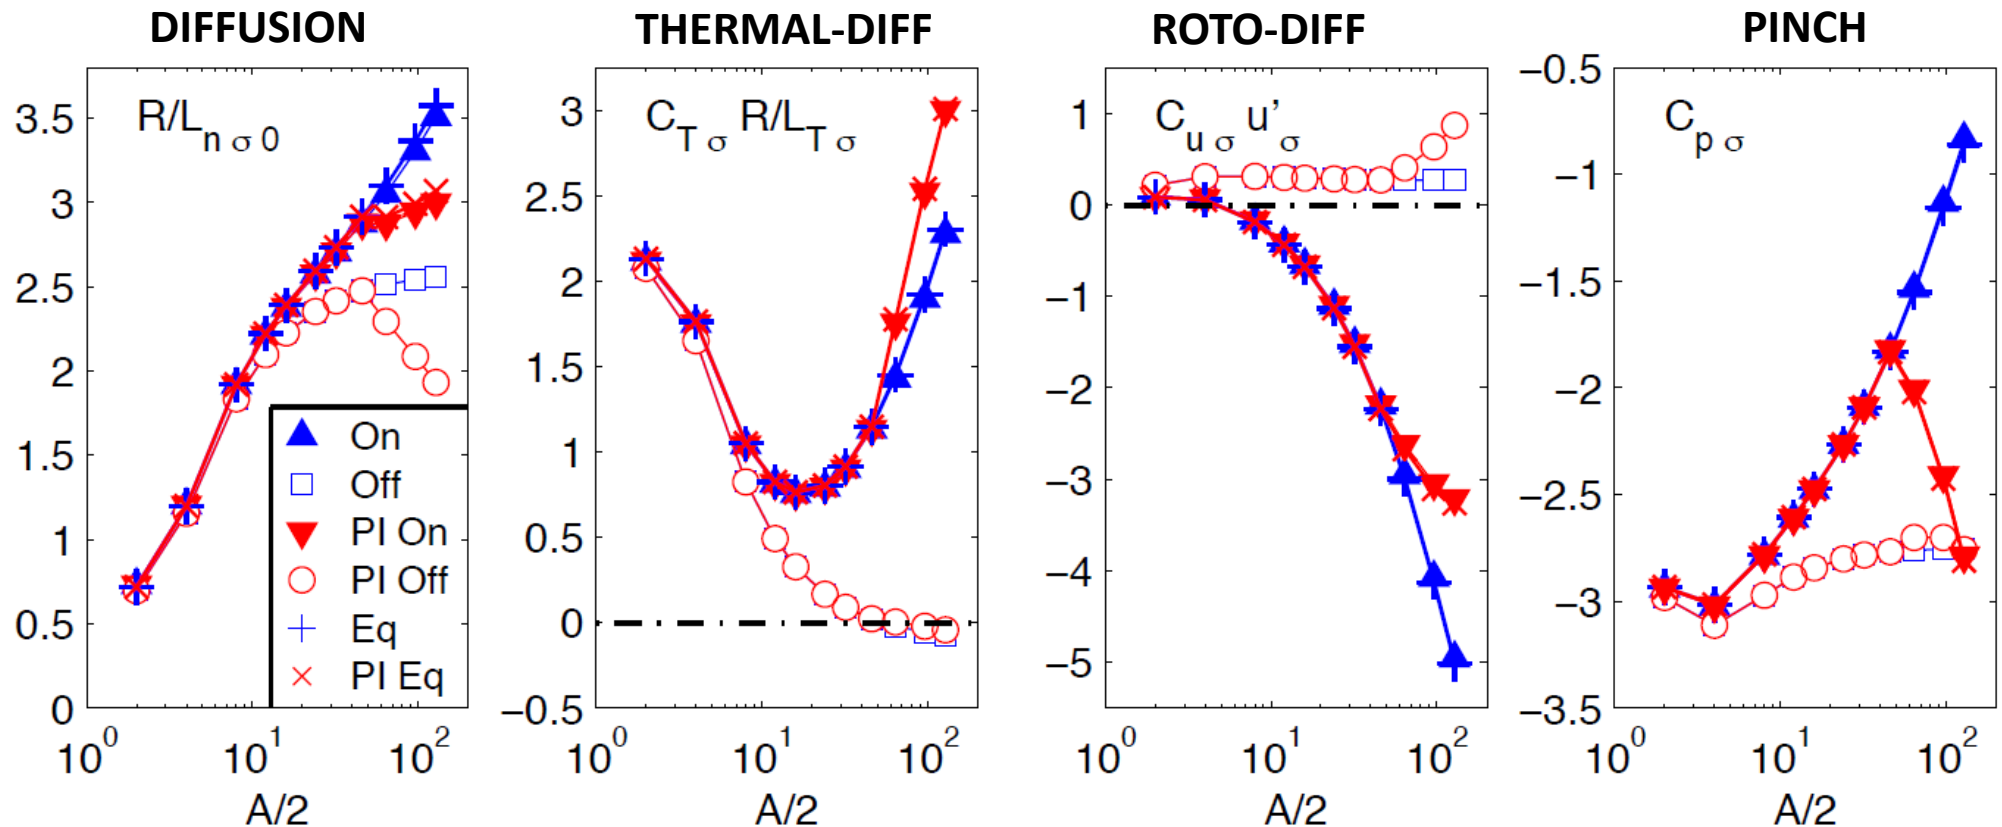 DIFFUSION
R/L n σ 0
3.5
3
2.5
2
1.5
1
0.5
0
On
Off
PI On
PI Off
Eq
PI Eq
10^0 10^1 10^2
A/2
THERMAL-DIFF
C T σ R/L T σ
3
2.5
2
1.5
1
0.5
0
−0.5
10^0 10^1 10^2
A/2
ROTO-DIFF
C u σ u'σ
1
0
−1
−2
−3
−4
−5
10^0 10^1 10^2
A/2
PINCH
C p σ
−0.5
−1
−1.5
−2
−2.5
−3
−3.5
10^0 10^1 10^2
A/2